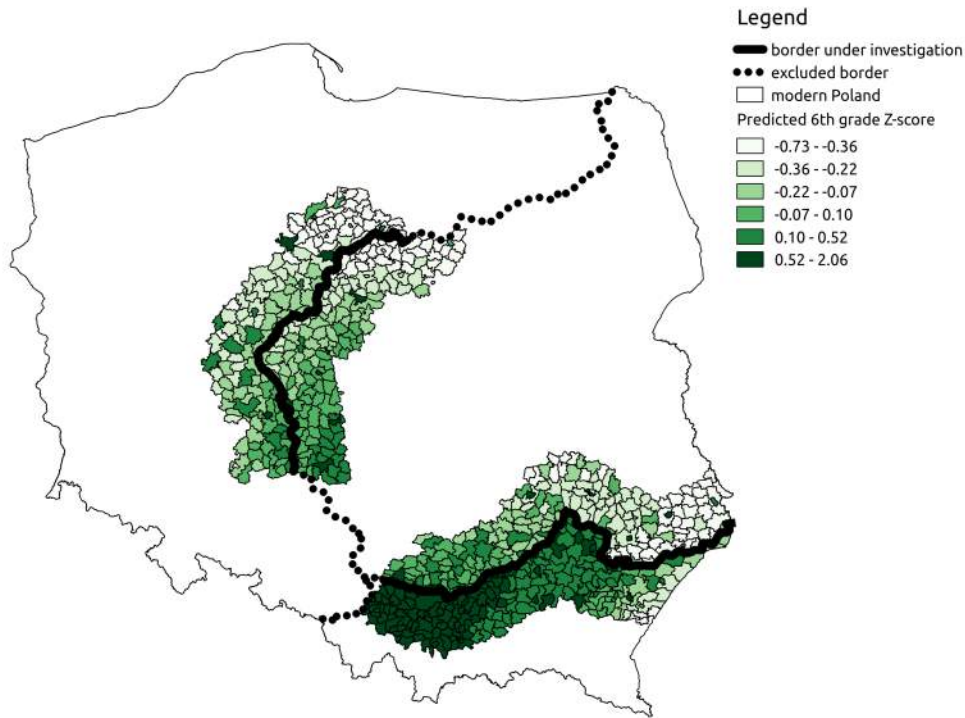 Legend
border under investigation
excluded border
modern Poland
Predicted 6th grade Z-score
-0.73 - -0.36
-0.36 - -0.22
-0.22 - -0.07
-0.07 - 0.10
0.10 - 0.52
0.52 - 2.06